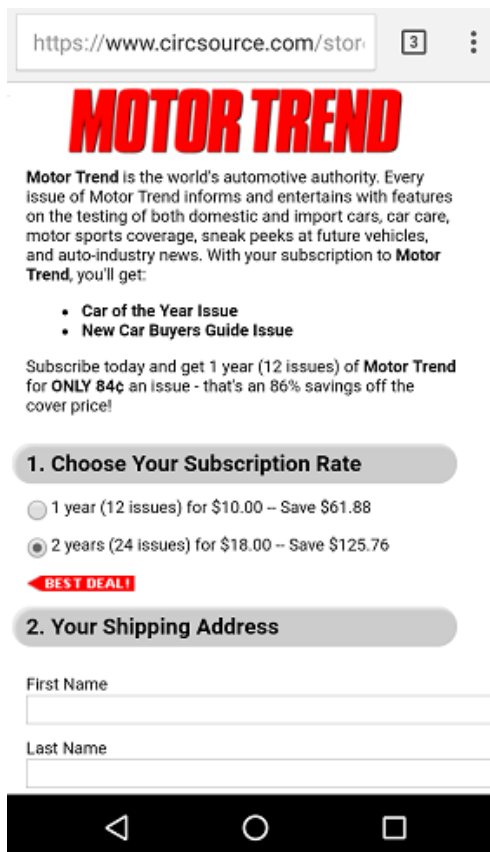 https://www.circsource.com/stor
3
MOTOR TREND
Motor Trend is the world's automotive authority. Every
issue of Motor Trend informs and entertains with features
on the testing of both domestic and import cars, car care,
motor sports coverage, sneak peeks at future vehicles,
and auto-industry news. With your subscription to Motor
Trend, you'll get:
• Car of the Year Issue
• New Car Buyers Guide Issue
Subscribe today and get 1 year (12 issues) of Motor Trend
for ONLY 84¢ an issue - that's an 86% savings off the
cover price!
1. Choose Your Subscription Rate
1 year (12 issues) for $10.00 -- Save $61.88
2 years (24 issues) for $18.00 -- Save $125.76
BEST DEAL!
2. Your Shipping Address
First Name
Last Name